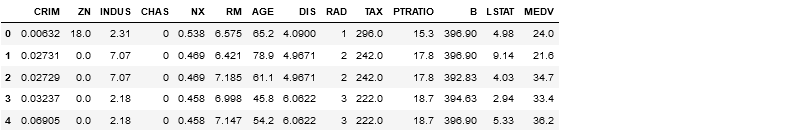 CRIM ZN INDUS CHAS NX RM AGE DIS RAD TAX PTRATIO B LSTAT MEDV
0 0.00632 18.0 2.31 0 0.538 6.575 65.2 4.0900 1 296.0 15.3 396.90 4.98 24.0
1 0.02731 0.0 7.07 0 0.469 6.421 78.9 4.9671 2 242.0 17.8 396.90 9.14 21.6
2 0.02729 0.0 7.07 0 0.469 7.185 61.1 4.9671 2 242.0 17.8 392.83 4.03 34.7
3 0.03237 0.0 2.18 0 0.458 6.998 45.8 6.0622 3 222.0 18.7 394.63 2.94 33.4
4 0.06905 0.0 2.18 0 0.458 7.147 54.2 6.0622 3 222.0 18.7 396.90 5.33 36.2